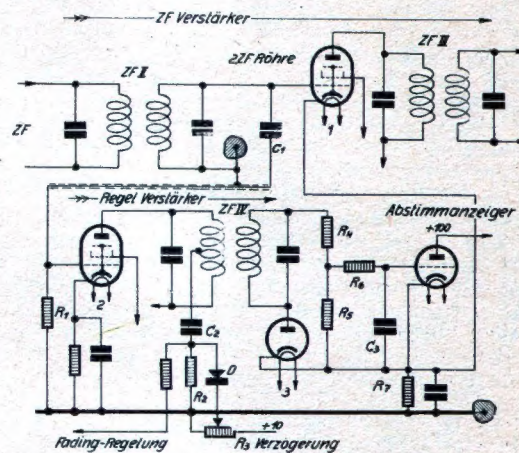 ZF Verstärker
ZF II
2ZF Röhre
ZF III
ZF
C1
1
Regel Verstärker
ZF IV
Abstimmanzeiger
+100
R4
R6
R1
2
C2
R5
C3
D
3
R2
R7
+10
Fading-Regelung
R3 Verzögerung